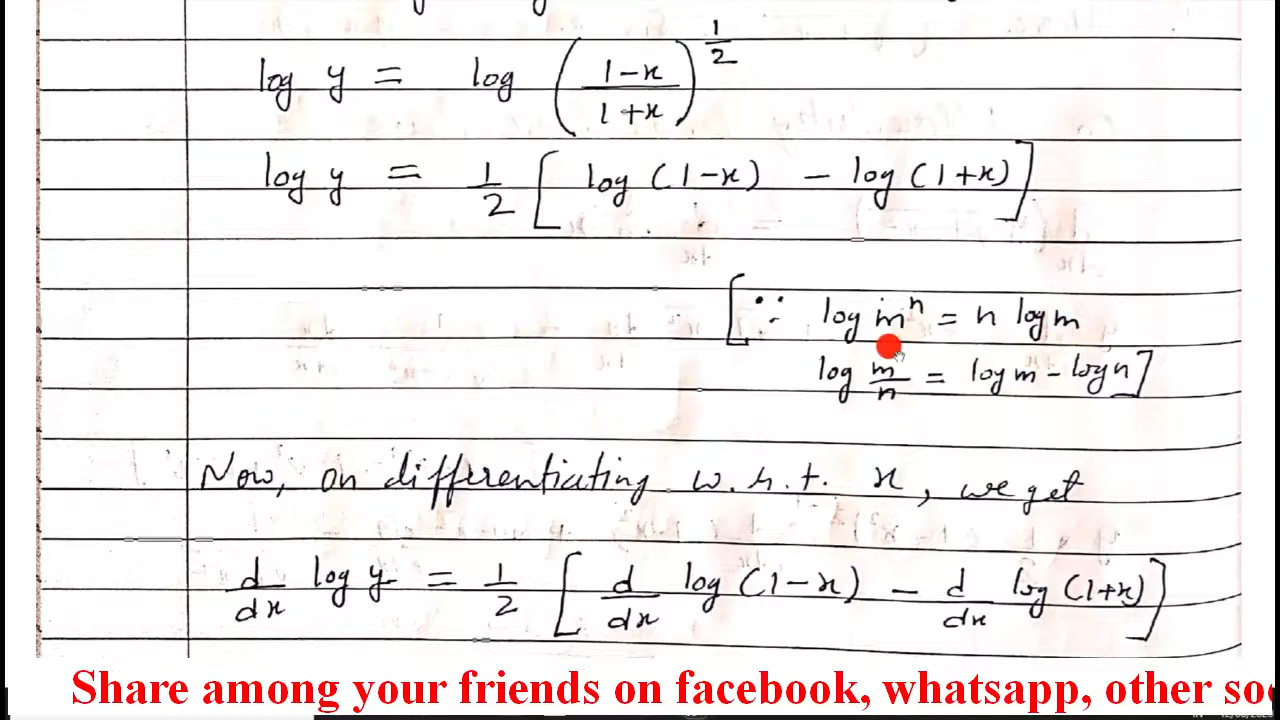 log y = log ((1-x)/(1+x))^(1/2)
log y = 1/2 [ log (1-x) - log (1+x) ]
[∵ log m^n = n log m
log m/n = log m - log n]
Now, on differentiating w.r.t. x, we get
d/dx log y = 1/2 [ d/dx log (1-x) - d/dx log (1+x) ]
Share among your friends on facebook, whatsapp, other so